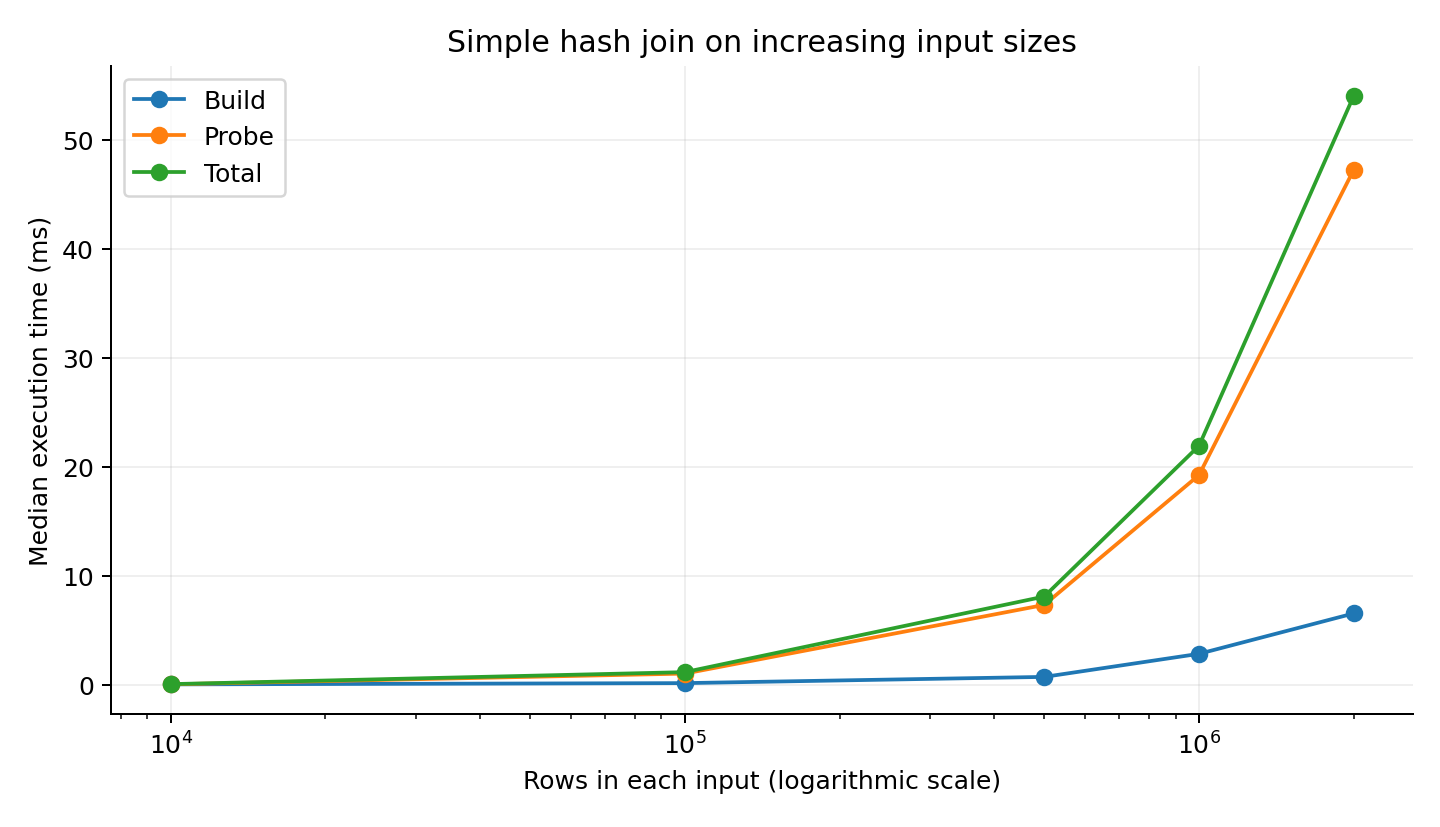 Simple hash join on increasing input sizes
Build
Probe
Total
Median execution time (ms)
50
40
30
20
10
0
10⁴ 10⁵ 10⁶
Rows in each input (logarithmic scale)